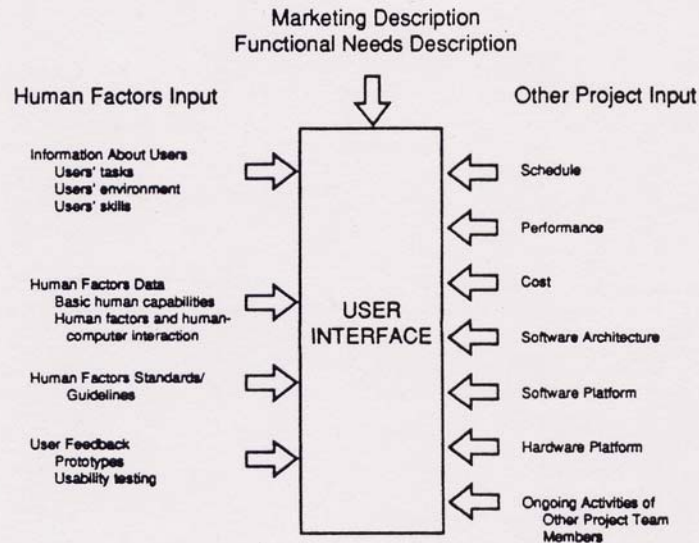 Marketing Description
Functional Needs Description
Human Factors Input
Information About Users
Users' tasks
Users' environment
Users' skills
Human Factors Data
Basic human capabilities
Human factors and human-
computer interaction
Human Factors Standards/
Guidelines
User Feedback
Prototypes
Usability testing
USER
INTERFACE
Other Project Input
Schedule
Performance
Cost
Software Architecture
Software Platform
Hardware Platform
Ongoing Activities of
Other Project Team
Members